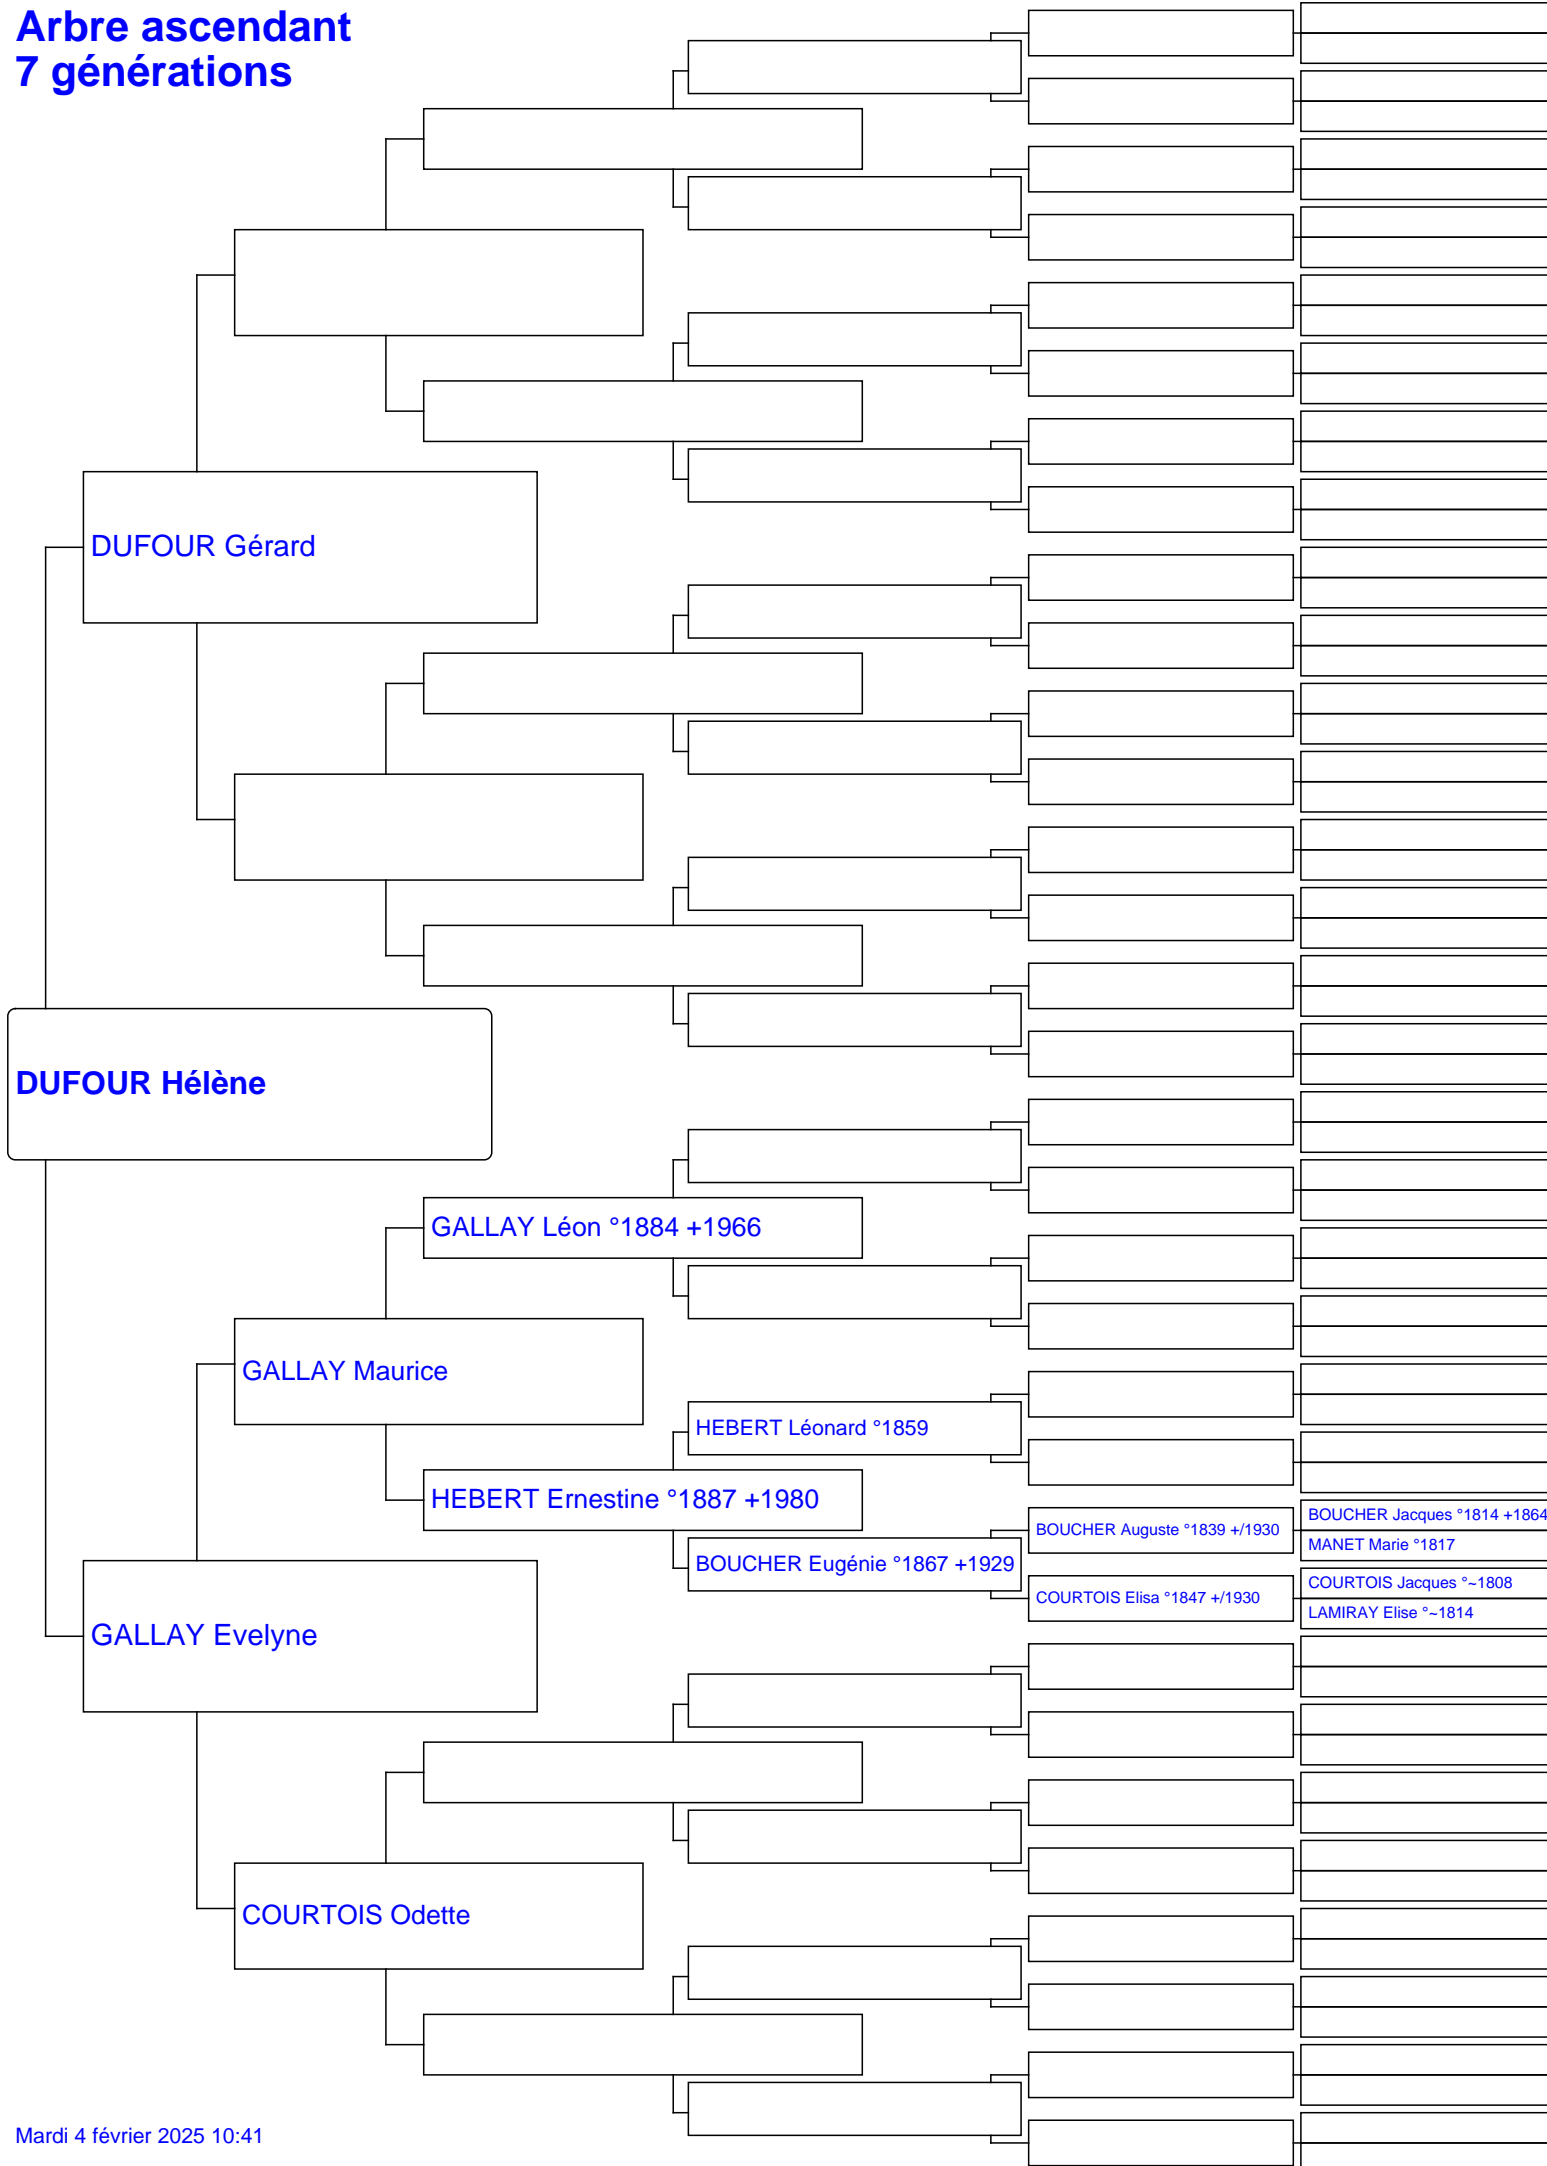 Arbre ascendant
7 générations
DUFOUR Gérard
DUFOUR Hélène
GALLAY Léon °1884 +1966
GALLAY Maurice
HEBERT Léonard °1859
HEBERT Ernestine °1887 +1980
BOUCHER Auguste °1839 +/1930
BOUCHER Jacques °1814 +1864
MANET Marie °1817
BOUCHER Eugénie °1867 +1929
COURTOIS Elisa °1847 +/1930
COURTOIS Jacques °~1808
LAMIRAY Elise °~1814
GALLAY Evelyne
COURTOIS Odette
Mardi 4 février 2025 10:41